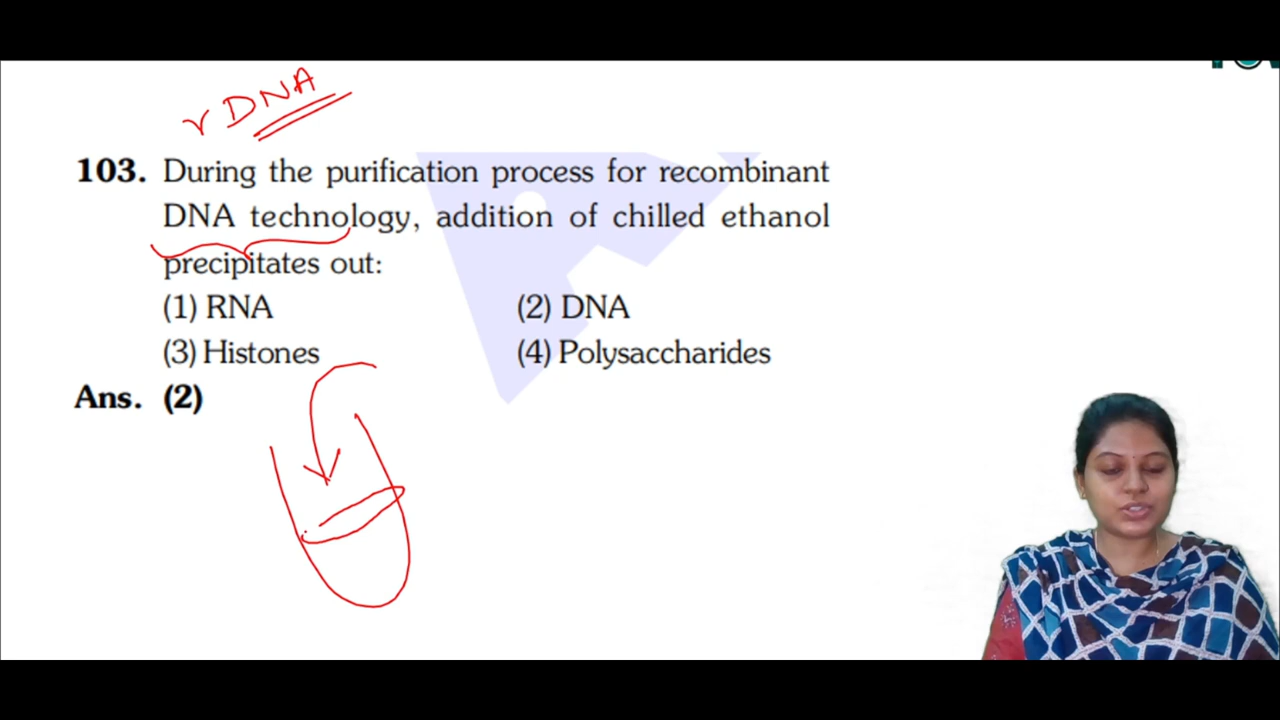 r DNA
103. During the purification process for recombinant
DNA technology, addition of chilled ethanol
precipitates out:
(1) RNA (2) DNA
(3) Histones (4) Polysaccharides
Ans. (2)